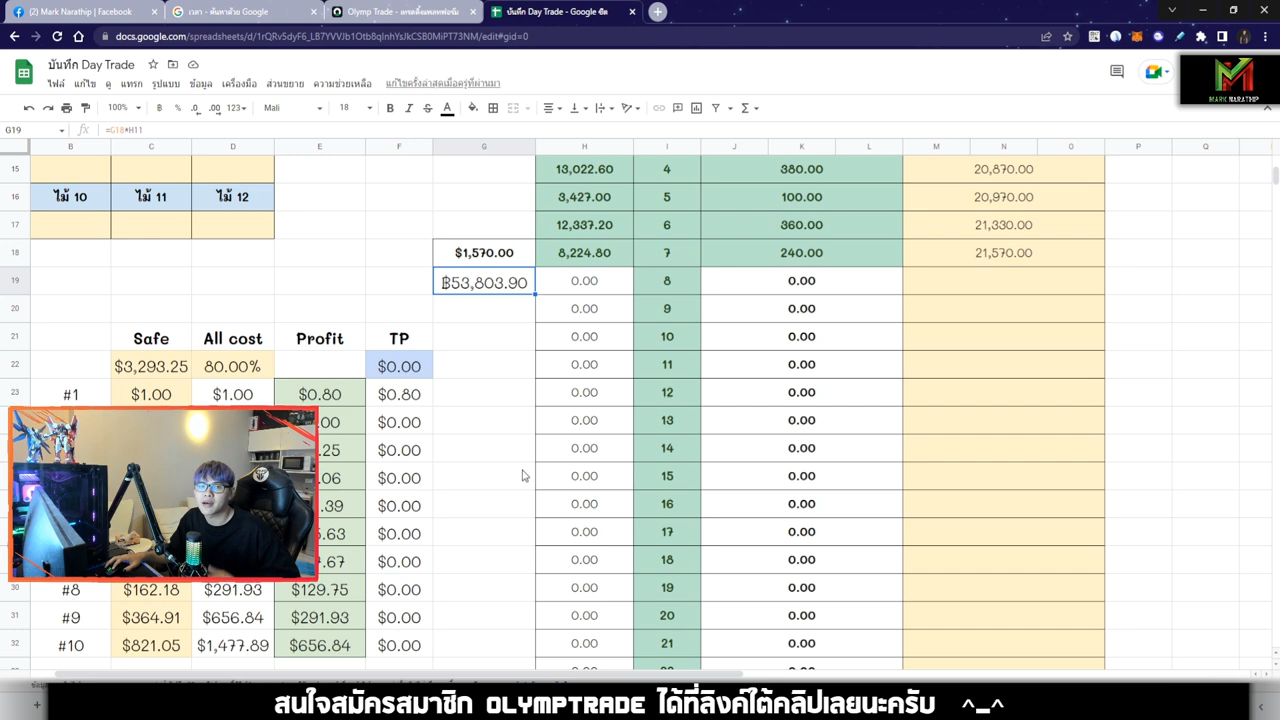 (2) Mark Narathip | Facebook
เวลา - ค้นหาด้วย Google
Olymp Trade - เทรดดิ้งแพลทฟอร์ม
บันทึก Day Trade - Google ชีต
docs.google.com/spreadsheets/d/1rQRv5dyF6_LB7YVVJb1Otb8qInhYsJkCSB0MiPT73NM/edit#gid=0
บันทึก Day Trade
ไฟล์ แก้ไข ดู แทรก รูปแบบ ข้อมูล เครื่องมือ ส่วนขยาย ความช่วยเหลือ แก้ไขครั้งล่าสุดเมื่อครู่ที่ผ่านมา
MARK NARATHIP
100% ฿ % .0 .00 123 Mali 18 B I S A
G19 fx =G18*H11
B C D E F G H I J K L M N O P Q R
15 13,022.60 4 380.00 20,870.00
16 ไม้ 10 ไม้ 11 ไม้ 12 3,427.00 5 100.00 20,970.00
17 12,337.20 6 360.00 21,330.00
18 $1,570.00 8,224.80 7 240.00 21,570.00
19 ฿53,803.90 0.00 8 0.00
20 0.00 9 0.00
21 Safe All cost Profit TP 0.00 10 0.00
22 $3,293.25 80.00% $0.00 0.00 11 0.00
23 #1 $1.00 $1.00 $0.80 $0.80 0.00 12 0.00
.00 $0.00 0.00 13 0.00
.25 $0.00 0.00 14 0.00
.06 $0.00 0.00 15 0.00
.39 $0.00 0.00 16 0.00
.63 $0.00 0.00 17 0.00
.67 $0.00 0.00 18 0.00
30 #8 $162.18 $291.93 $129.75 $0.00 0.00 19 0.00
31 #9 $364.91 $656.84 $291.93 $0.00 0.00 20 0.00
32 #10 $821.05 $1,477.89 $656.84 $0.00 0.00 21 0.00
สนใจสมัครสมาชิก OLYMPTRADE ได้ที่ลิงค์ใต้คลิปเลยนะครับ ^_^